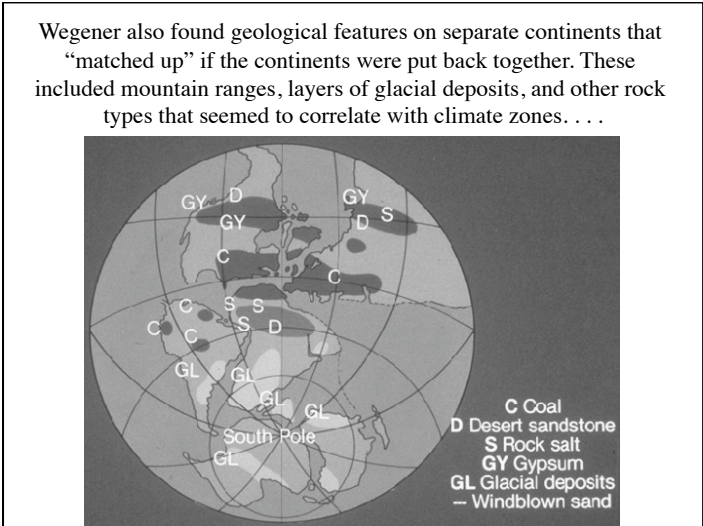 Wegener also found geological features on separate continents that
“matched up” if the continents were put back together. These
included mountain ranges, layers of glacial deposits, and other rock
types that seemed to correlate with climate zones. . . .
GY D GY
GY D S
C
C
C S S
C C S D
GL GL
GL GL
South Pole
GL
C Coal
D Desert sandstone
S Rock salt
GY Gypsum
GL Glacial deposits
-- Windblown sand